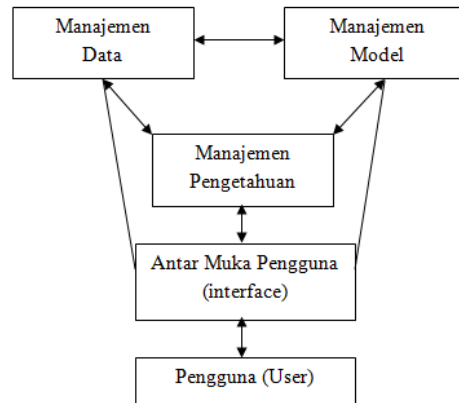 Manajemen
Data
Manajemen
Model
Manajemen
Pengetahuan
Antar Muka Pengguna
(interface)
Pengguna (User)